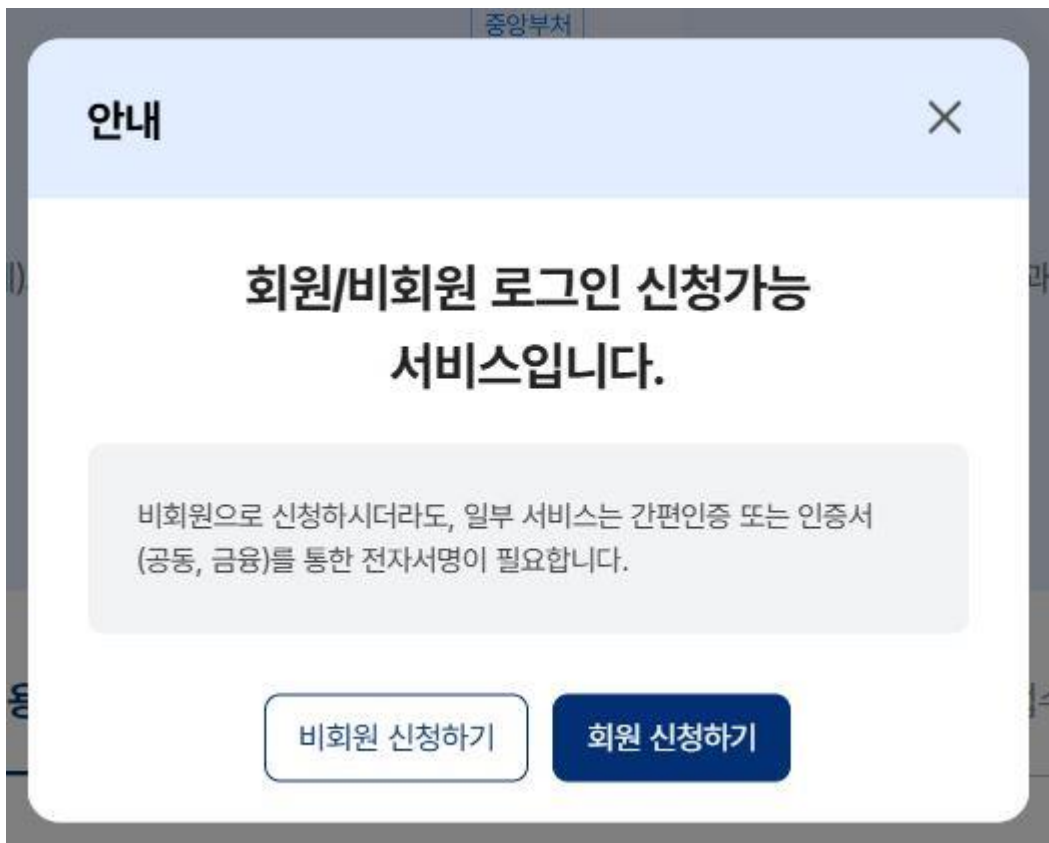 중앙부처
안내
회원/비회원 로그인 신청가능
서비스입니다.
비회원으로 신청하시더라도, 일부 서비스는 간편인증 또는 인증서
(공동, 금융)를 통한 전자서명이 필요합니다.
비회원 신청하기 회원 신청하기